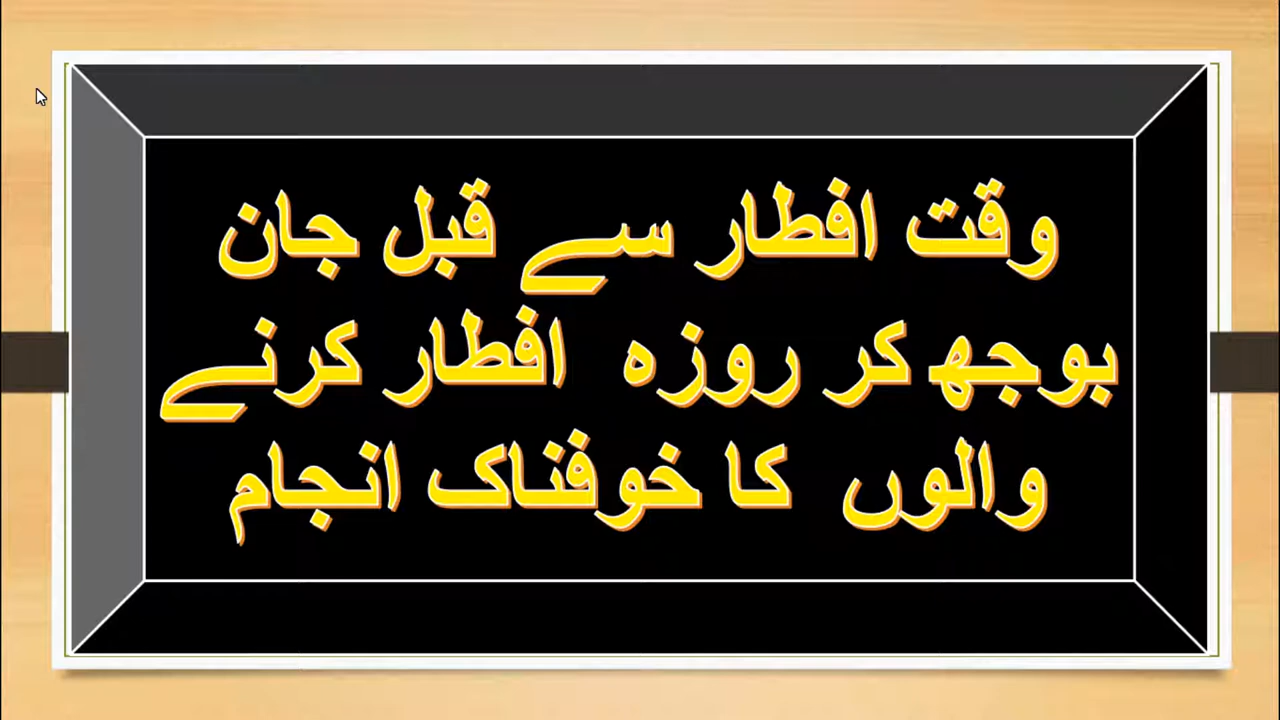 وقت افطار سے قبل جان
بوجھ کر روزہ افطار کرنے
والوں کا خوفناک انجام